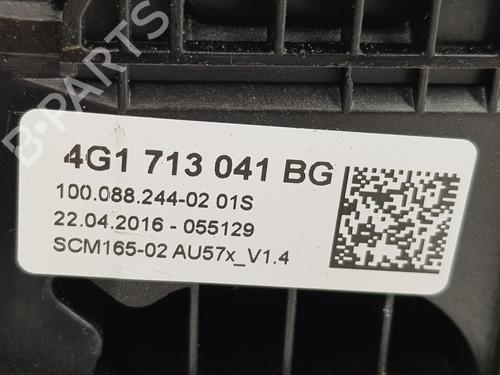 B-PARTS
4G1 713 041 BG
100.088.244-02 01S
22.04.2016 - 055129
SCM165-02 AU57x_V1.4